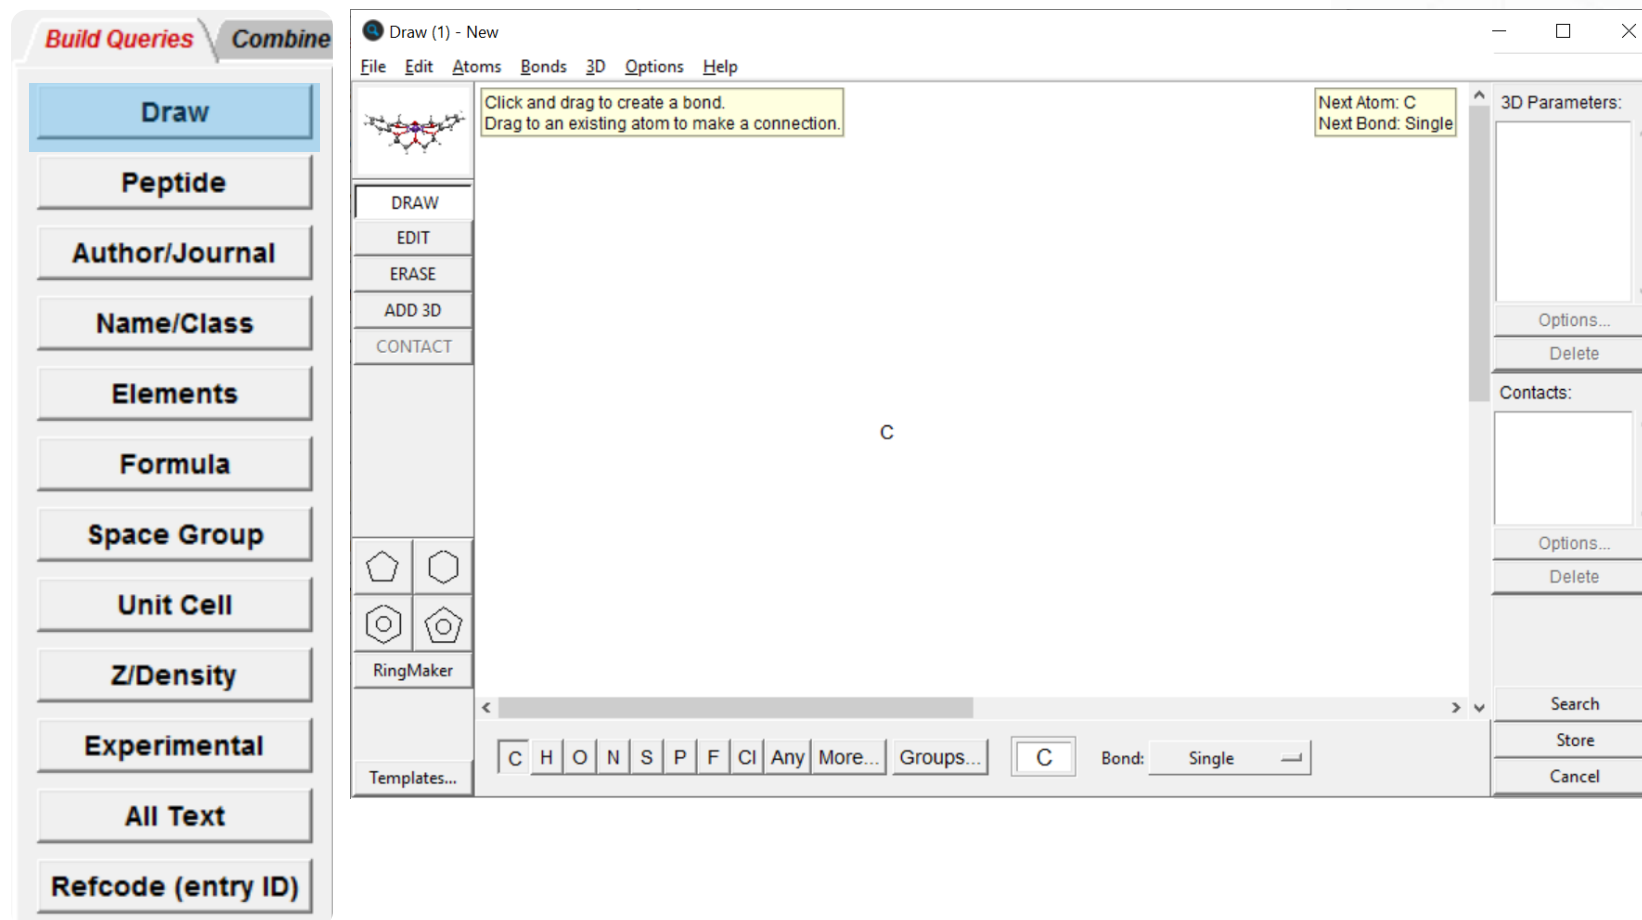 Build Queries Combine
Draw
Peptide
Author/Journal
Name/Class
Elements
Formula
Space Group
Unit Cell
Z/Density
Experimental
All Text
Refcode (entry ID)
Draw (1) - New
File Edit Atoms Bonds 3D Options Help
Click and drag to create a bond.
Drag to an existing atom to make a connection.
Next Atom: C
Next Bond: Single
DRAW
EDIT
ERASE
ADD 3D
CONTACT
RingMaker
Templates...
C
C H O N S P F Cl Any More... Groups... C Bond: Single
3D Parameters:
Options...
Delete
Contacts:
Options...
Delete
Search
Store
Cancel